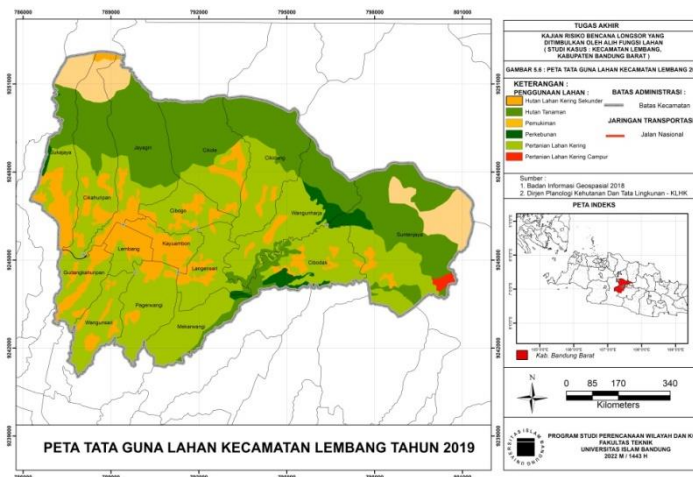 TUGAS AKHIR
KAJIAN RISIKO BENCANA LONGSOR YANG
DITIMBULKAN OLEH ALIH FUNGSI LAHAN
( STUDI KASUS : KECAMATAN LEMBANG,
KABUPATEN BANDUNG BARAT )
GAMBAR 5.6 : PETA TATA GUNA LAHAN KECAMATAN LEMBANG 20
KETERANGAN :
PENGGUNAAN LAHAN :
Hutan Lahan Kering Sekunder
Hutan Tanaman
Pemukiman
Perkebunan
Pertanian Lahan Kering
Pertanian Lahan Kering Campur
BATAS ADMINISTRASI :
Batas Kecamatan
JARINGAN TRANSPORTASI
Jalan Nasional
Sumber :
1. Badan Informasi Geospasial 2018
2. Dirjen Planologi Kehutanan Dan Tata Lingkunan - KLHK
PETA INDEKS
Kab. Bandung Barat
N
0 85 170 340
Kilometers
PROGRAM STUDI PERENCANAAN WILAYAH DAN KO
FAKULTAS TEKNIK
UNIVERSITAS ISLAM BANDUNG
2022 M / 1443 H
Jayagiri
Cikole
Cikidang
Cikahuripan
Cibogo
Wangunharja
Suntenjaya
Lembang
Kayuambon
Gudangkahuripan
Langensari
Cibodas
Pagerwangi
Wangunsari
Mekarwangi
PETA TATA GUNA LAHAN KECAMATAN LEMBANG TAHUN 2019